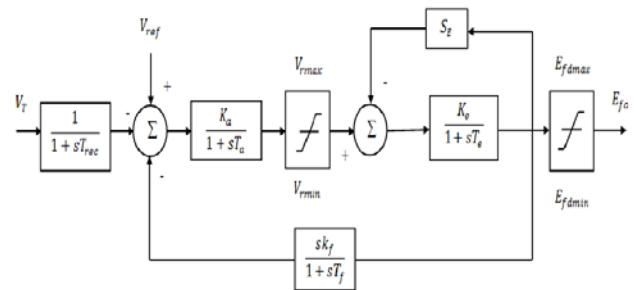 V_ref
S_E
V_rmax
E_fdmax
V_T
1 / 1 + sT_rec
-
+
Σ
K_a / 1 + sT_a
+
-
Σ
K_e / 1 + sT_e
E_fd
-
V_rmin
E_fdmin
sk_f / 1 + sT_f